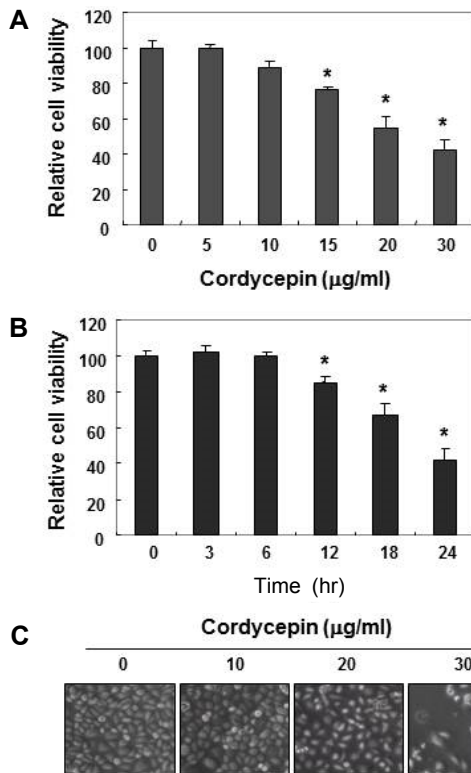 A
Relative cell viability
120
100
80
60
40
20
0
0 5 10 15 20 30
* * *
Cordycepin (μg/ml)
B
Relative cell viability
120
100
80
60
40
20
0
0 3 6 12 18 24
* * *
Time (hr)
C
Cordycepin (μg/ml)
0 10 20 30